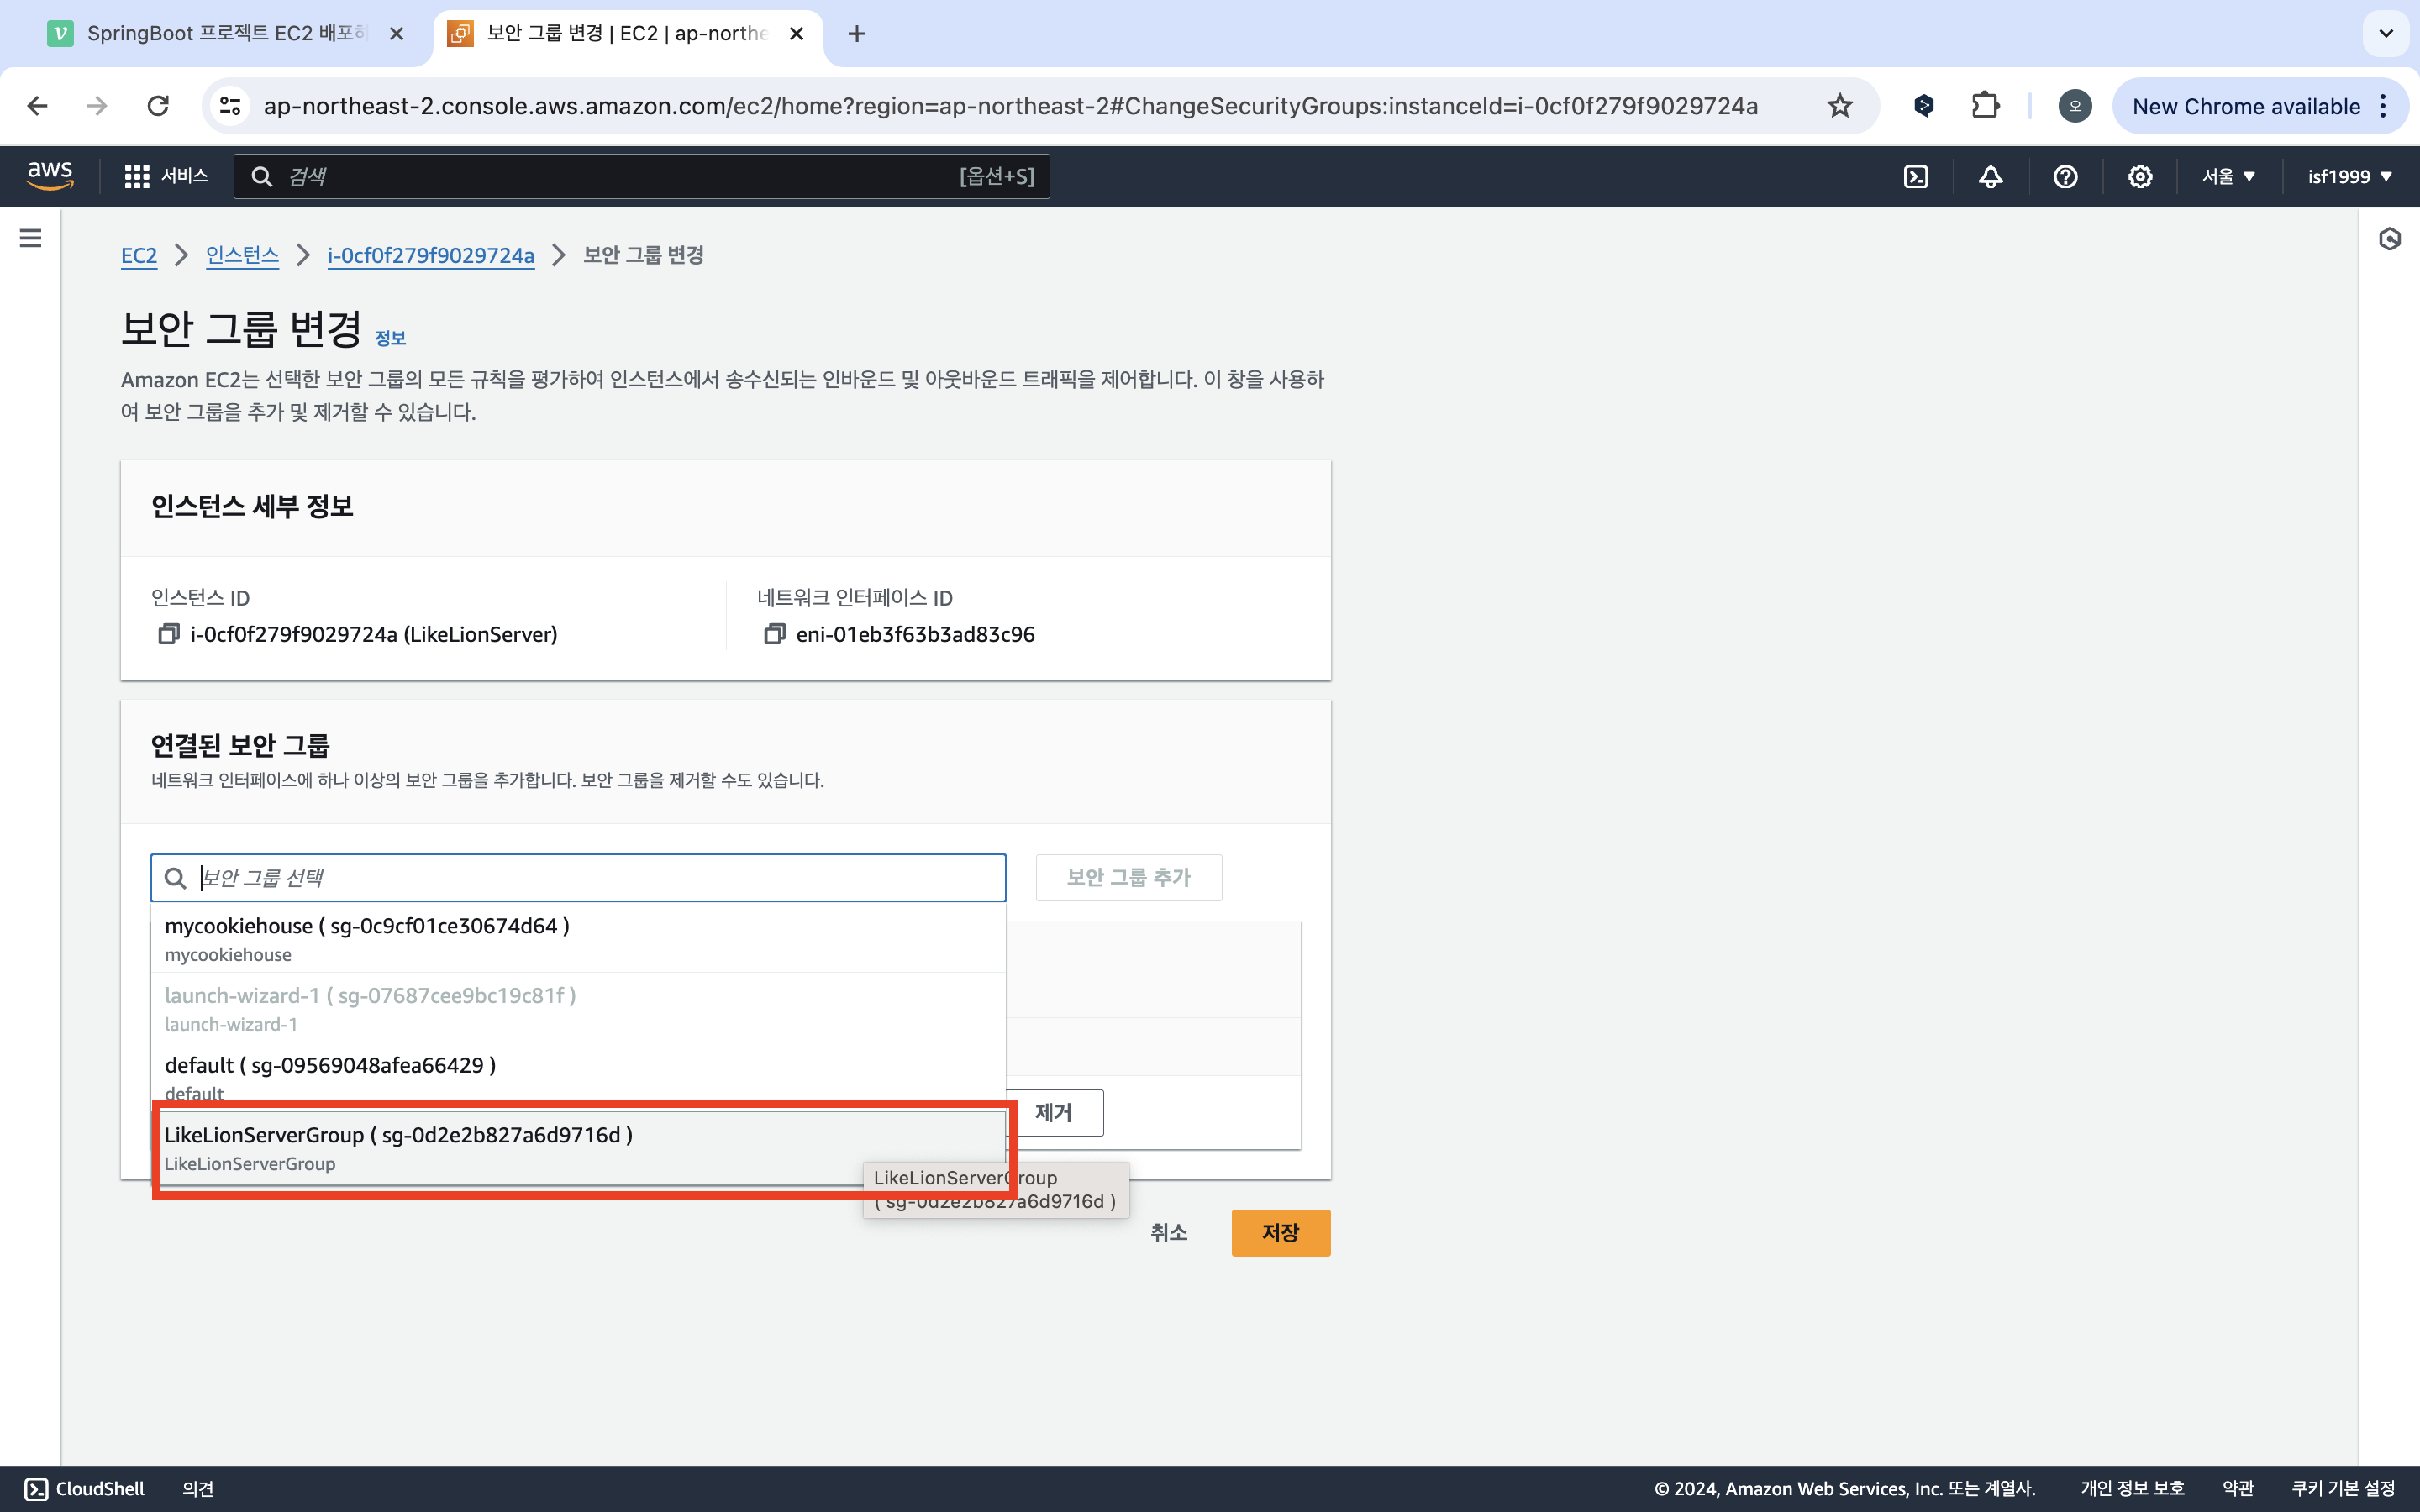 SpringBoot 프로젝트 EC2 배포하
보안 그룹 변경 | EC2 | ap-northe
ap-northeast-2.console.aws.amazon.com/ec2/home?region=ap-northeast-2#ChangeSecurityGroups:instanceId=i-0cf0f279f9029724a
오
New Chrome available
aws
서비스
검색
[옵션+S]
서울
isf1999
EC2
인스턴스
i-0cf0f279f9029724a
보안 그룹 변경
보안 그룹 변경 정보
Amazon EC2는 선택한 보안 그룹의 모든 규칙을 평가하여 인스턴스에서 송수신되는 인바운드 및 아웃바운드 트래픽을 제어합니다. 이 창을 사용하
여 보안 그룹을 추가 및 제거할 수 있습니다.
인스턴스 세부 정보
인스턴스 ID
i-0cf0f279f9029724a (LikeLionServer)
네트워크 인터페이스 ID
eni-01eb3f63b3ad83c96
연결된 보안 그룹
네트워크 인터페이스에 하나 이상의 보안 그룹을 추가합니다. 보안 그룹을 제거할 수도 있습니다.
보안 그룹 선택
보안 그룹 추가
mycookiehouse ( sg-0c9cf01ce30674d64 )
mycookiehouse
launch-wizard-1 ( sg-07687cee9bc19c81f )
launch-wizard-1
default ( sg-09569048afea66429 )
default
제거
LikeLionServerGroup ( sg-0d2e2b827a6d9716d )
LikeLionServerGroup
LikeLionServerGroup
( sg-0d2e2b827a6d9716d )
취소
저장
CloudShell
의견
© 2024, Amazon Web Services, Inc. 또는 계열사.
개인 정보 보호
약관
쿠키 기본 설정